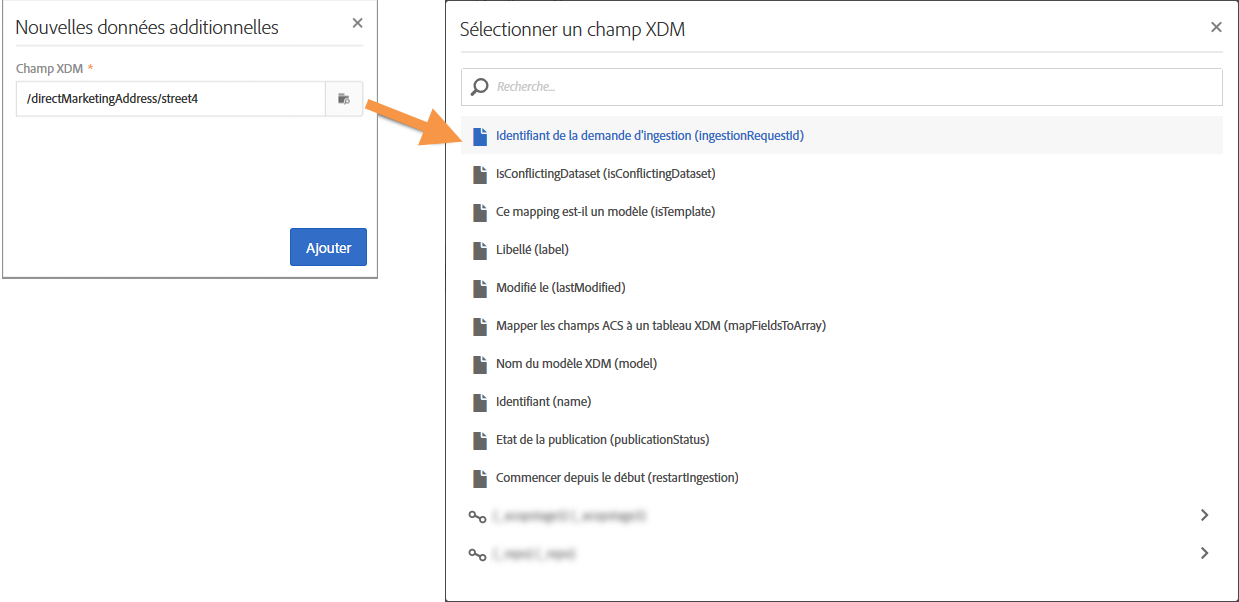 Nouvelles données additionnelles
Champ XDM *
/directMarketingAddress/street4
Ajouter
Sélectionner un champ XDM
Recherche...
Identifiant de la demande d'ingestion (ingestionRequestId)
IsConflictingDataset (isConflictingDataset)
Ce mapping est-il un modèle (isTemplate)
Libellé (label)
Modifié le (lastModified)
Mapper les champs ACS à un tableau XDM (mapFieldsToArray)
Nom du modèle XDM (model)
Identifiant (name)
Etat de la publication (publicationStatus)
Commencer depuis le début (restartIngestion)